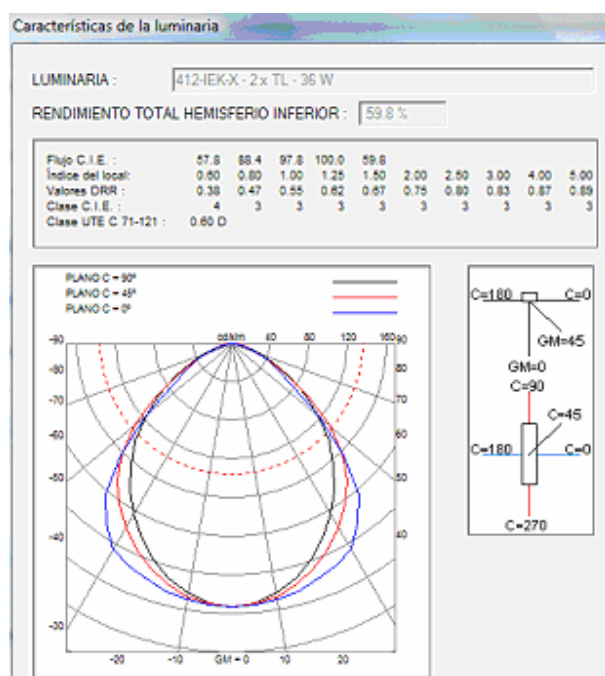 Características de la luminaria
LUMINARIA : 412-IEK-X - 2 x TL - 36 W
RENDIMIENTO TOTAL HEMISFERIO INFERIOR : 59.8 %
Flujo C.I.E. : 57.8 88.4 97.8 100.0 59.8
Índice del local: 0.60 0.80 1.00 1.25 1.50 2.00 2.50 3.00 4.00 5.00
Valores DRR : 0.38 0.47 0.55 0.62 0.67 0.75 0.80 0.83 0.87 0.89
Clase C.I.E. : 4 3 3 3 3 3 3 3 3 3
Clase UTE C 71-121 : 0.60 D
PLANO C = 90º
PLANO C = 45º
PLANO C = 0º
-90 cd/klm 40 80 120 160 90
-80 80
-70 70
-60 60
-50 50
-40 40
-30
-20 -10 GM = 0 10 20
C=180 C=0
GM=45
GM=0
C=90
C=45
C=180 C=0
C=270